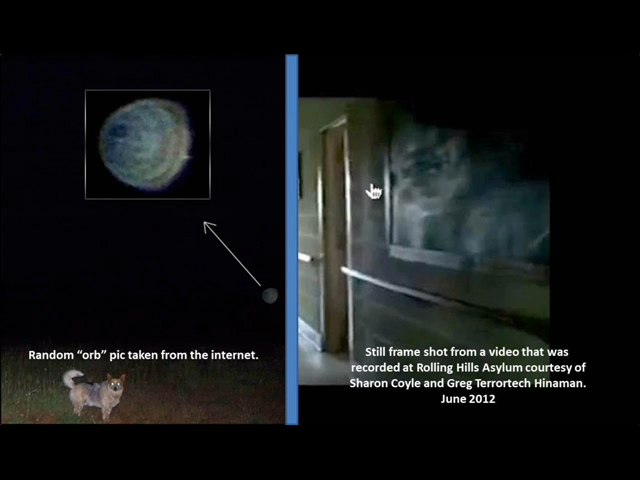 Random “orb” pic taken from the internet.
Still frame shot from a video that was
recorded at Rolling Hills Asylum courtesy of
Sharon Coyle and Greg Terrortech Hinaman.
June 2012